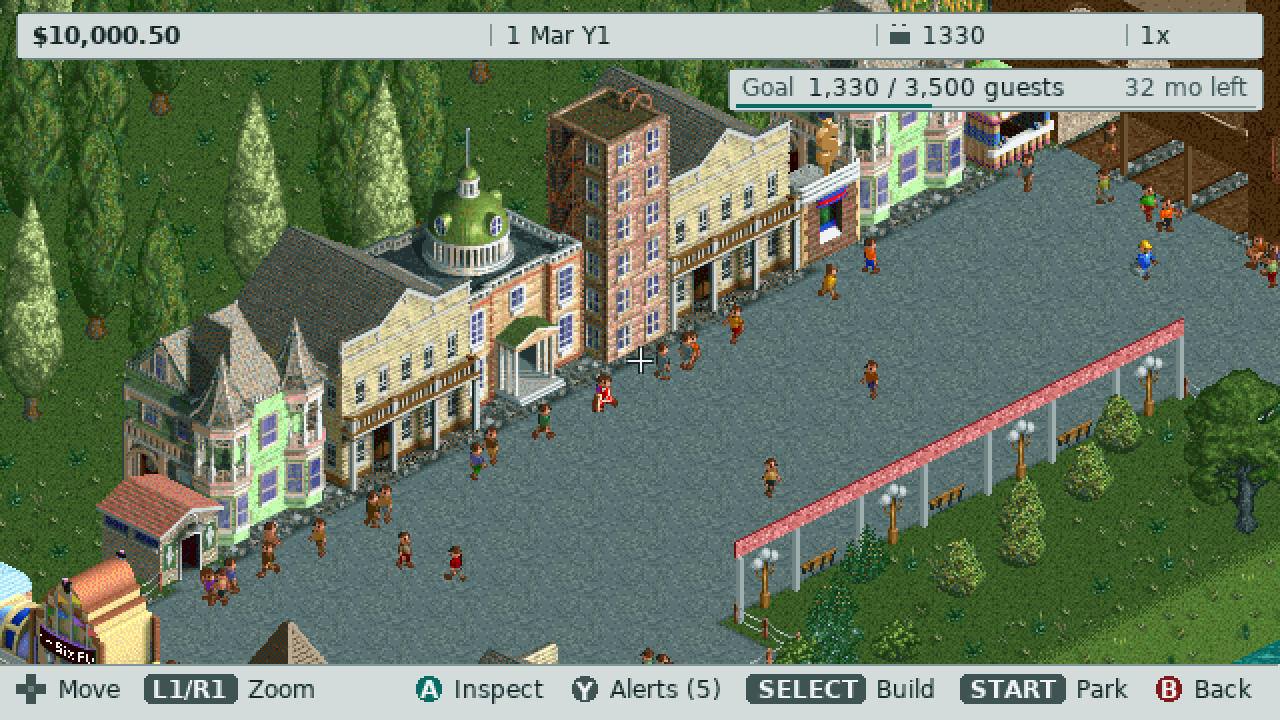 $10,000.50 | 1 Mar Y1 | 1330 | 1x
Goal 1,330 / 3,500 guests 32 mo left
Move L1/R1 Zoom A Inspect Y Alerts (5) SELECT Build START Park B Back